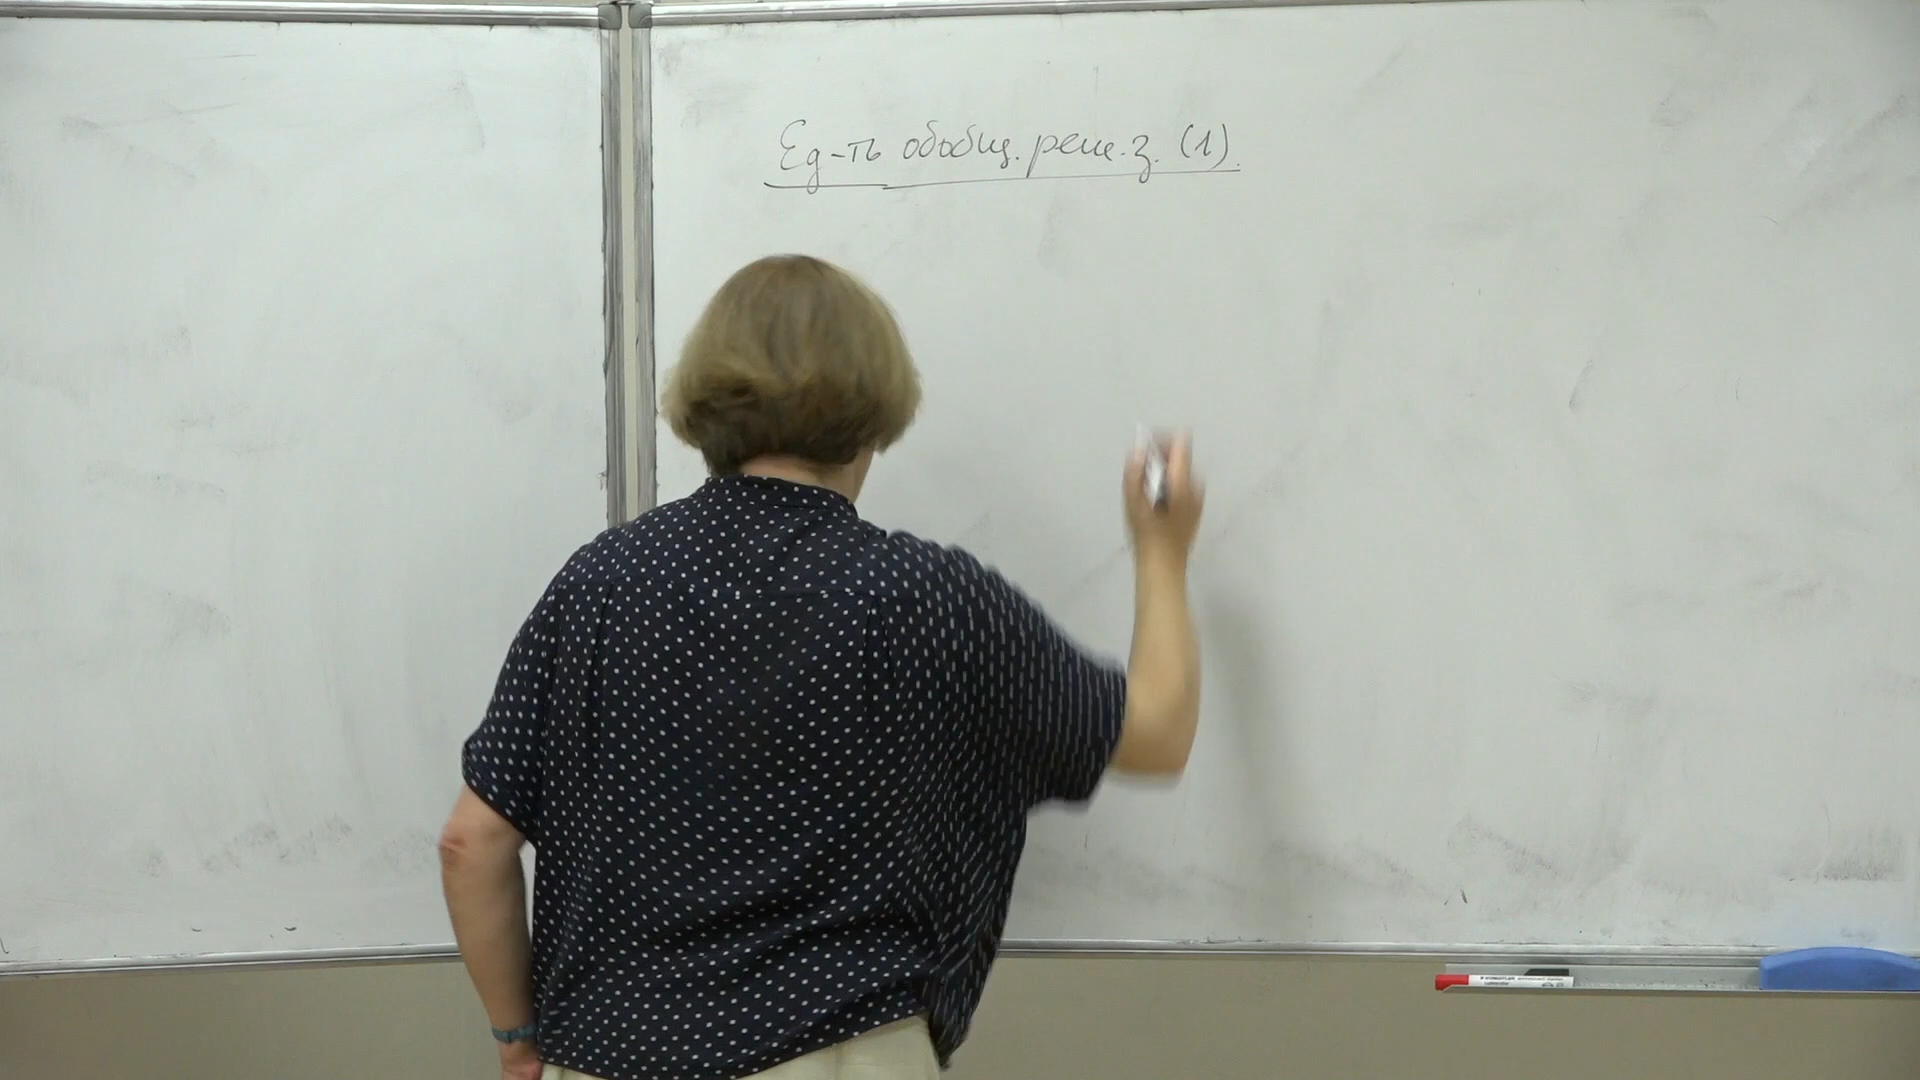 Ед-ть обобщ. реш. з. (1).